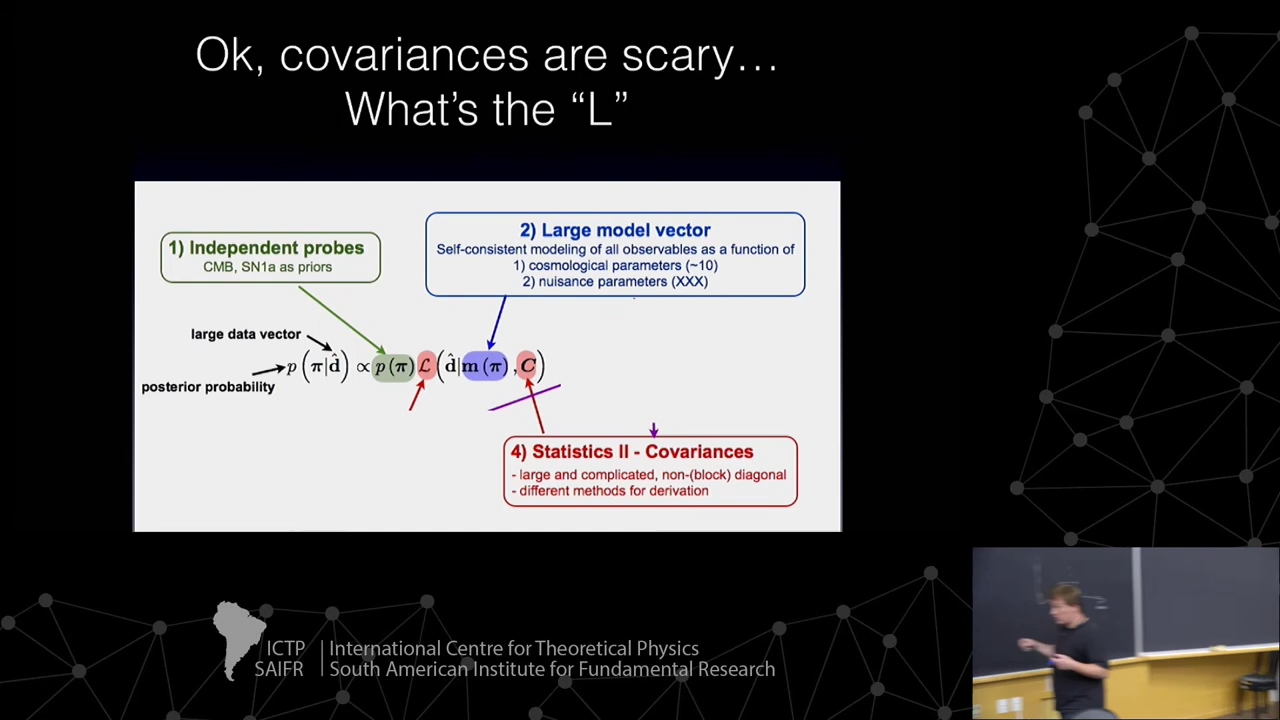 Ok, covariances are scary…
What's the “L”
1) Independent probes
CMB, SN1a as priors
2) Large model vector
Self-consistent modeling of all observables as a function of
1) cosmological parameters (~10)
2) nuisance parameters (XXX)
large data vector
p(π|d̂) ∝ p(π) ℒ(d̂|m(π), C)
posterior probability
4) Statistics II - Covariances
- large and complicated, non-(block) diagonal
- different methods for derivation
ICTP
SAIFR
International Centre for Theoretical Physics
South American Institute for Fundamental Research